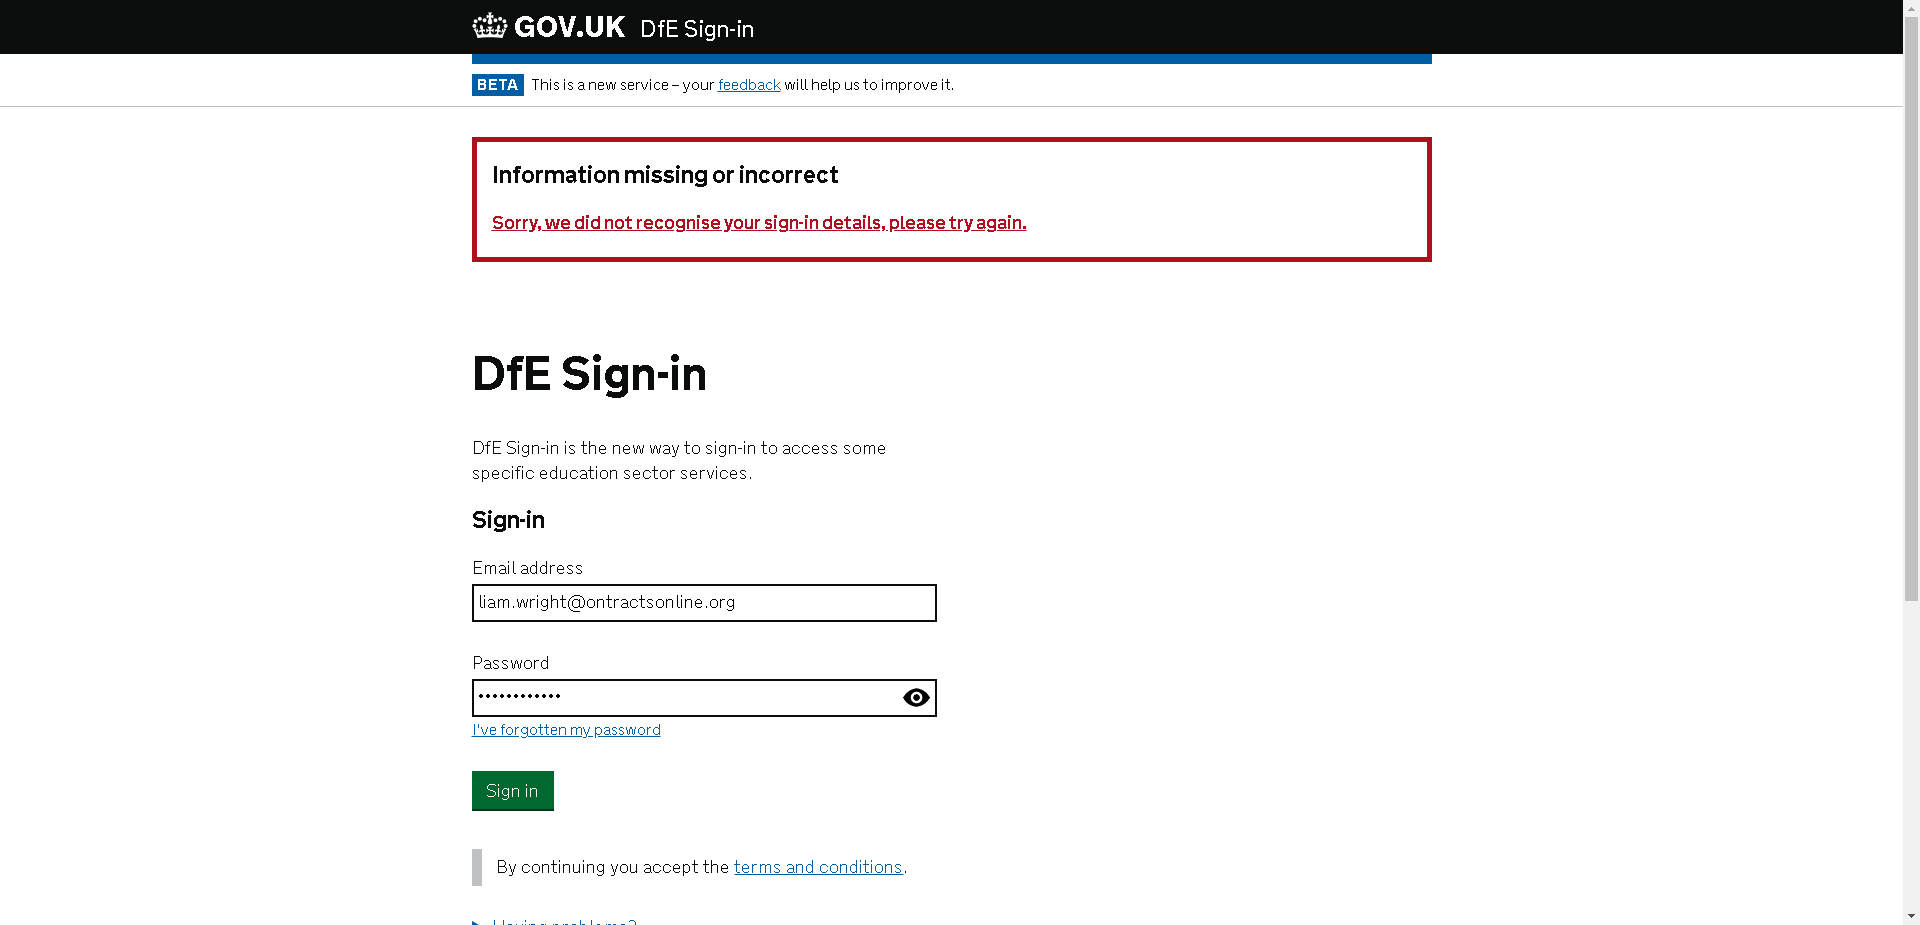 GOV.UK DfE Sign-in
BETA This is a new service – your feedback will help us to improve it.
Information missing or incorrect
Sorry, we did not recognise your sign-in details, please try again.
DfE Sign-in
DfE Sign-in is the new way to sign-in to access some
specific education sector services.
Sign-in
Email address
liam.wright@ontractsonline.org
Password
I've forgotten my password
Sign in
By continuing you accept the terms and conditions.
Having problems?